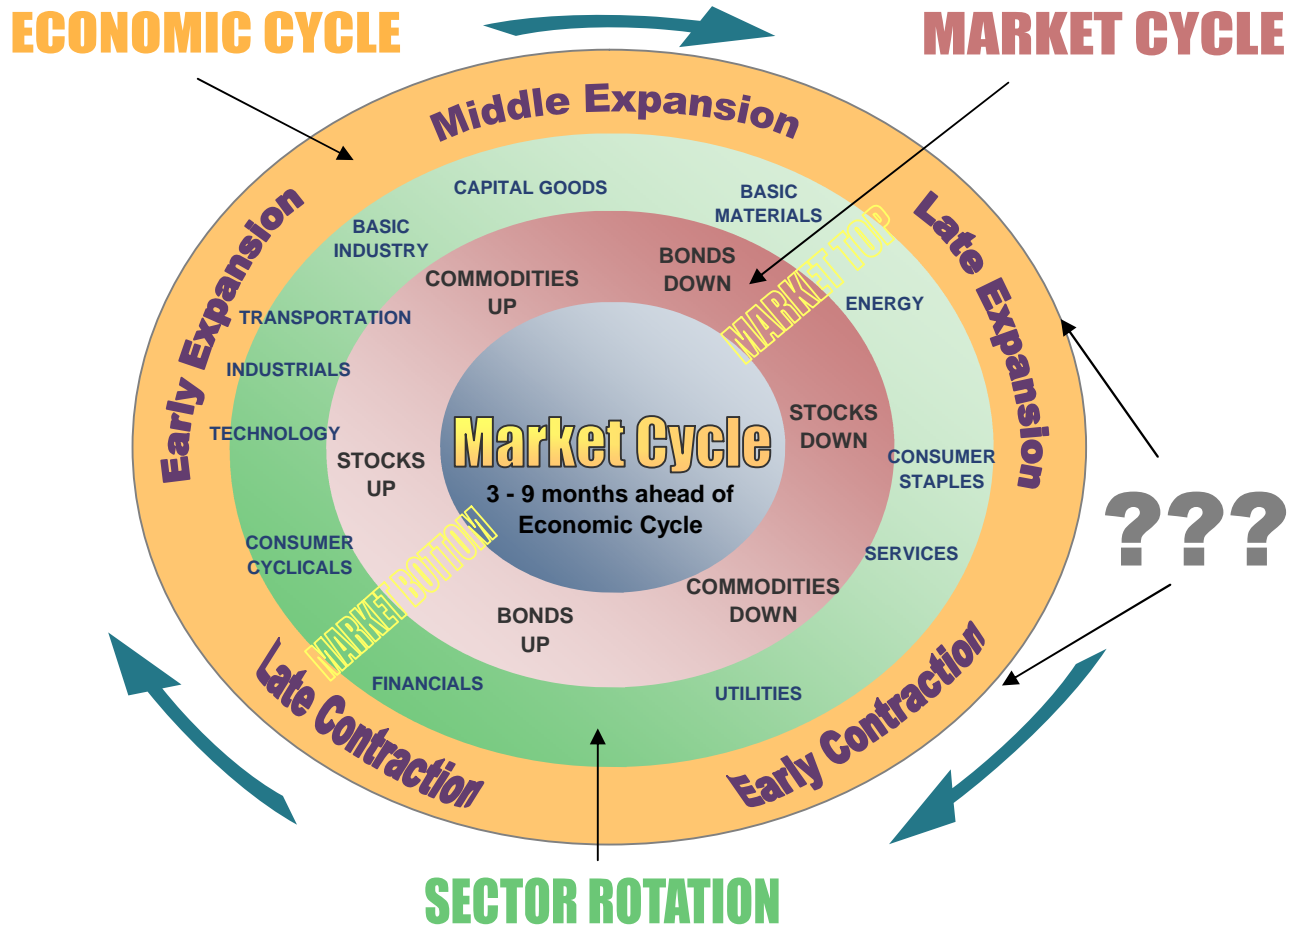 ECONOMIC CYCLE
MARKET CYCLE
Middle Expansion
Early Expansion
Late Expansion
CAPITAL GOODS
BASIC
MATERIALS
BASIC
INDUSTRY
MARKET TOP
BONDS
DOWN
COMMODITIES
UP
ENERGY
TRANSPORTATION
INDUSTRIALS
TECHNOLOGY
STOCKS
DOWN
STOCKS
UP
Market Cycle
3 - 9 months ahead of
Economic Cycle
CONSUMER
STAPLES
???
CONSUMER
CYCLICALS
SERVICES
MARKET BOTTOM
COMMODITIES
DOWN
BONDS
UP
FINANCIALS
UTILITIES
Late Contraction
Early Contraction
SECTOR ROTATION